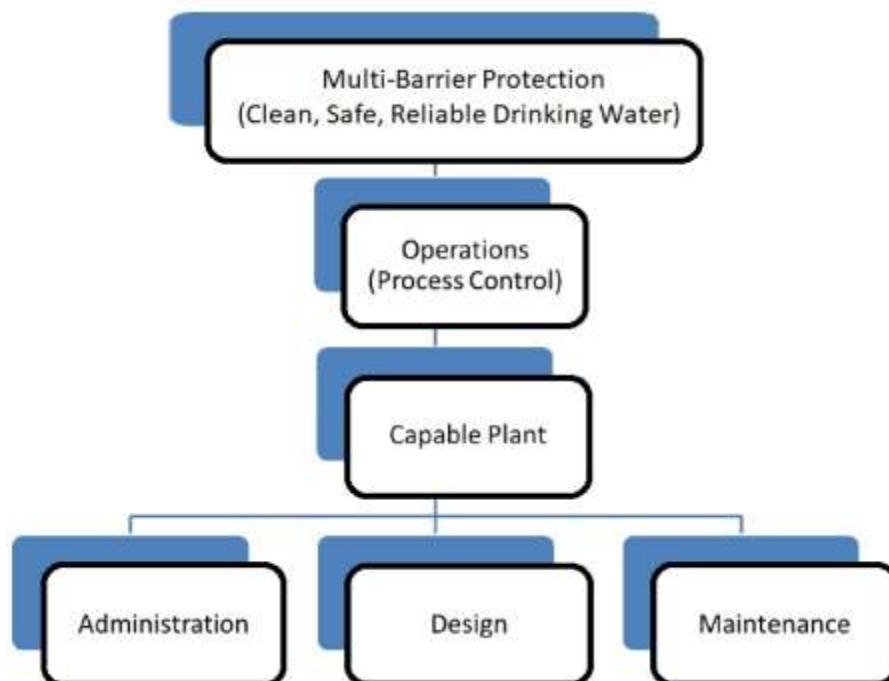 Multi-Barrier Protection
(Clean, Safe, Reliable Drinking Water)
Operations
(Process Control)
Capable Plant
Administration
Design
Maintenance